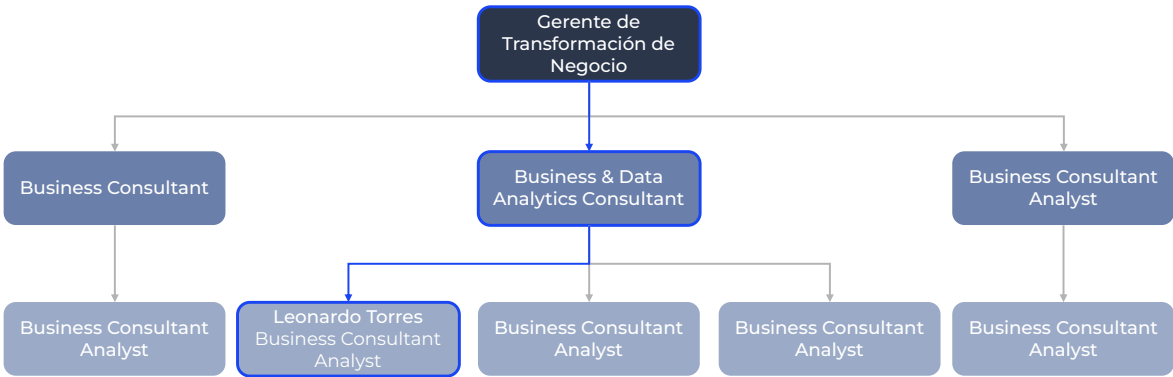 Gerente de
Transformación de
Negocio
Business Consultant
Business & Data
Analytics Consultant
Business Consultant
Analyst
Business Consultant
Analyst
Leonardo Torres
Business Consultant
Analyst
Business Consultant
Analyst
Business Consultant
Analyst
Business Consultant
Analyst